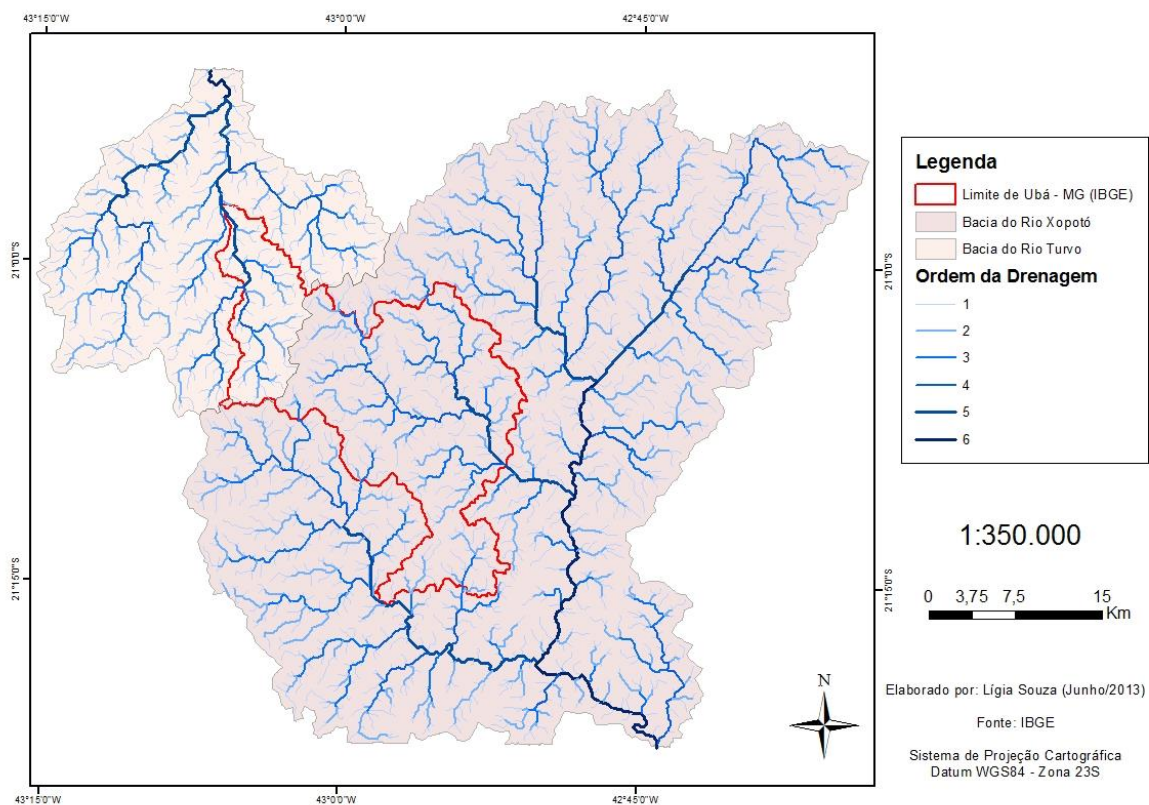 43°15'0"W
43°0'0"W
42°45'0"W
21°0'0"S
21°0'0"S
21°15'0"S
21°15'0"S
43°15'0"W
43°0'0"W
42°45'0"W
N
Legenda
Limite de Ubá - MG (IBGE)
Bacia do Rio Xopotó
Bacia do Rio Turvo
Ordem da Drenagem
1
2
3
4
5
6
1:350.000
0 3,75 7,5 15
Km
Elaborado por: Lígia Souza (Junho/2013)
Fonte: IBGE
Sistema de Projeção Cartográfica
Datum WGS84 - Zona 23S